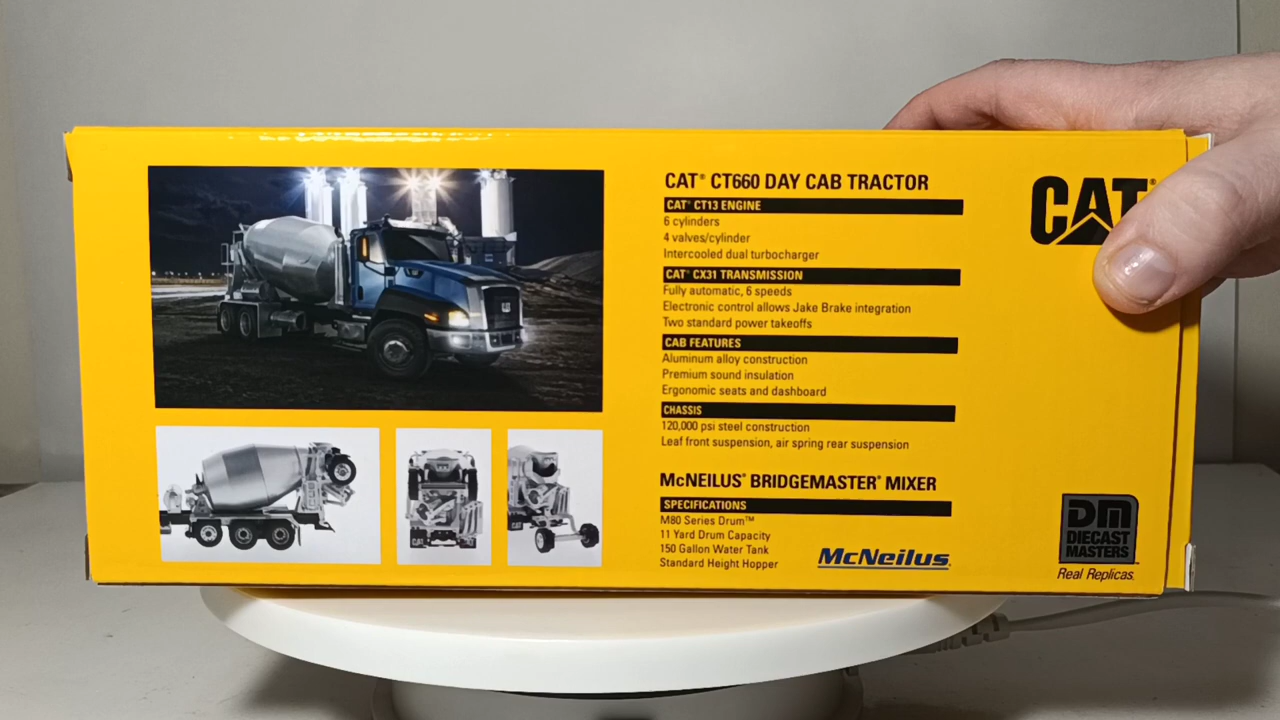 CAT® CT660 DAY CAB TRACTOR
CAT® CT13 ENGINE
6 cylinders
4 valves/cylinder
Intercooled dual turbocharger
CAT® CX31 TRANSMISSION
Fully automatic, 6 speeds
Electronic control allows Jake Brake integration
Two standard power takeoffs
CAB FEATURES
Aluminum alloy construction
Premium sound insulation
Ergonomic seats and dashboard
CHASSIS
120,000 psi steel construction
Leaf front suspension, air spring rear suspension
McNEILUS® BRIDGEMASTER® MIXER
SPECIFICATIONS
M80 Series Drum™
11 Yard Drum Capacity
150 Gallon Water Tank
Standard Height Hopper
McNeilus®
CAT®
DM
DIECAST
MASTERS™
Real Replicas.
CAT